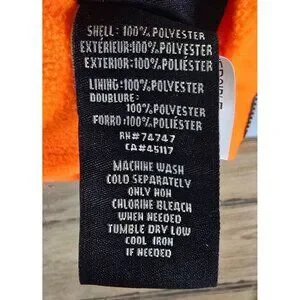 SHELL: 100% POLYESTER
EXTÉRIEUR: 100% POLYESTER
EXTERIOR: 100% POLIÉSTER
LINING: 100% POLYESTER
DOUBLURE:
100% POLYESTER
FORRO: 100% POLIÉSTER
RN# 74747
CA# 45117
MACHINE WASH
COLD SEPARATELY
ONLY NON
CHLORINE BLEACH
WHEN NEEDED
TUMBLE DRY LOW
COOL IRON
IF NEEDED